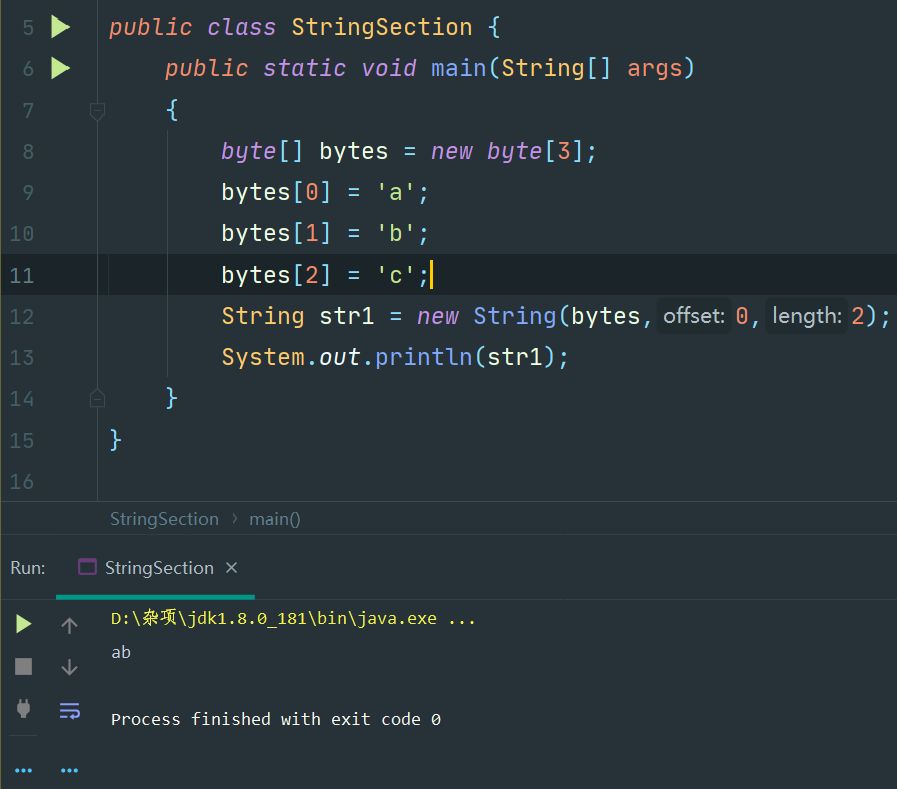 5 public class StringSection {
6 public static void main(String[] args)
7 {
8 byte[] bytes = new byte[3];
9 bytes[0] = 'a';
10 bytes[1] = 'b';
11 bytes[2] = 'c';
12 String str1 = new String(bytes, offset: 0, length: 2);
13 System.out.println(str1);
14 }
15 }
16
StringSection › main()
Run: StringSection ×
D:\杂项\jdk1.8.0_181\bin\java.exe ...
ab
Process finished with exit code 0